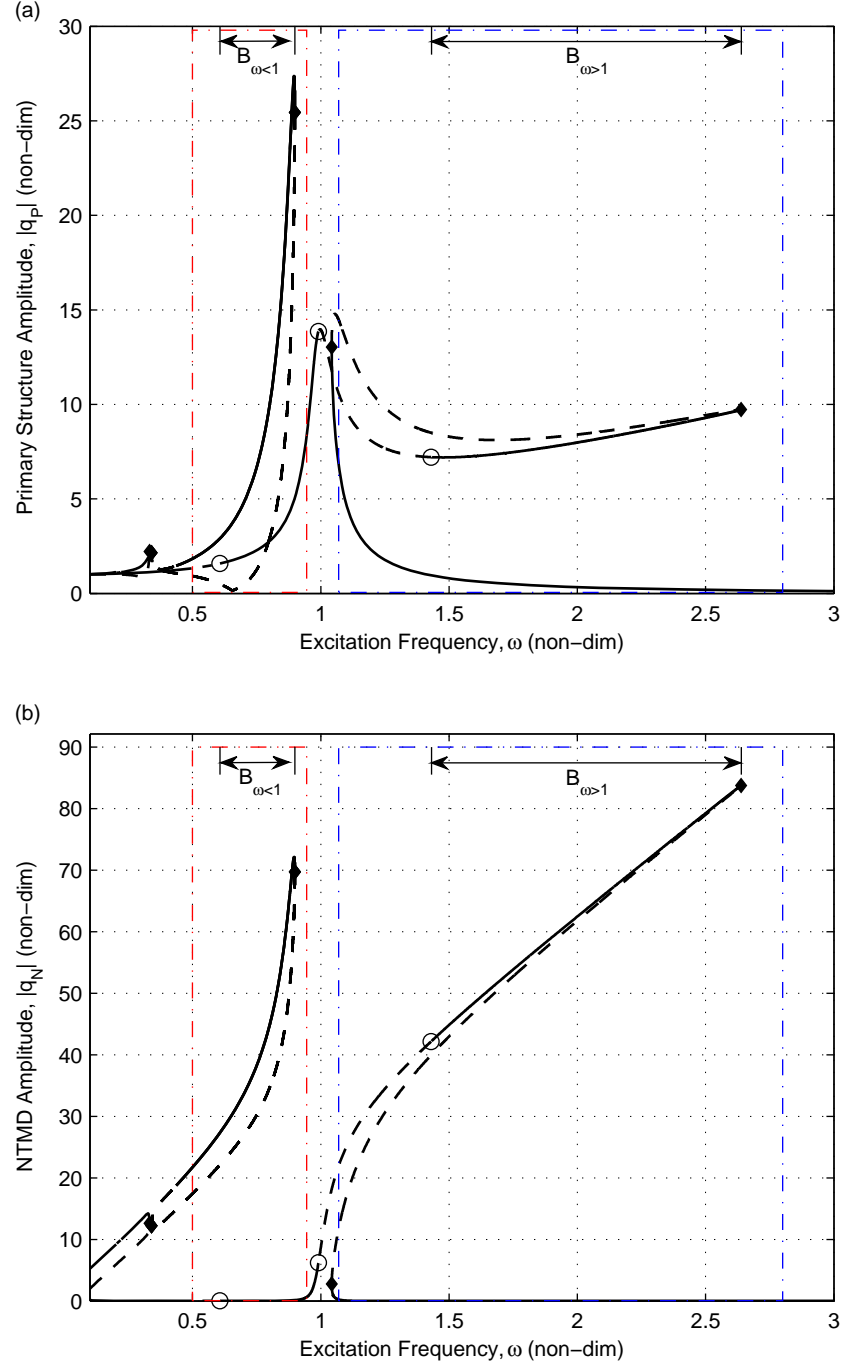 (a)
30
25
20
15
10
5
0
Primary Structure Amplitude, |q_P| (non−dim)
B_ω<1
B_ω>1
0.5 1 1.5 2 2.5 3
Excitation Frequency, ω (non−dim)
(b)
90
80
70
60
50
40
30
20
10
0
NTMD Amplitude, |q_N| (non−dim)
B_ω<1
B_ω>1
0.5 1 1.5 2 2.5 3
Excitation Frequency, ω (non−dim)